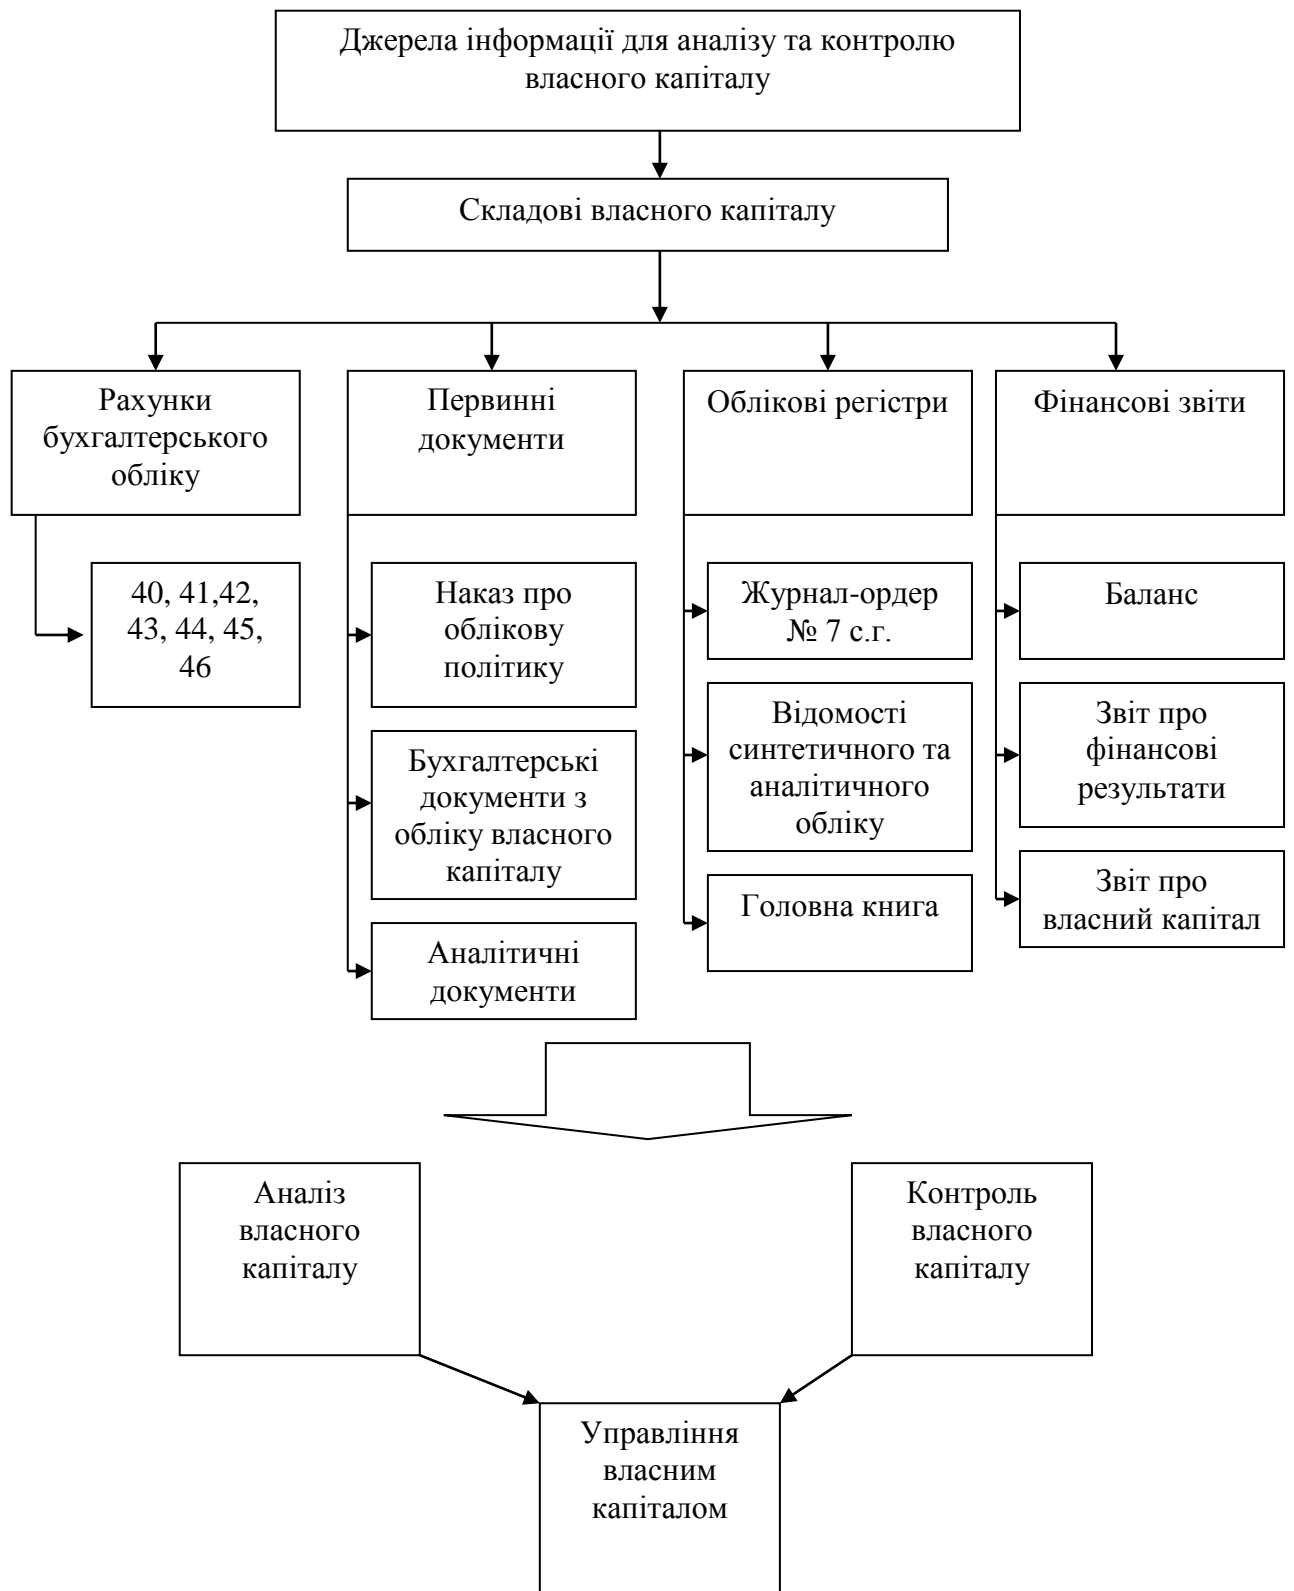 Джерела інформації для аналізу та контролю
власного капіталу
Складові власного капіталу
Рахунки
бухгалтерського
обліку
Первинні
документи
Облікові регістри
Фінансові звіти
40, 41,42,
43, 44, 45,
46
Наказ про
облікову
політику
Бухгалтерські
документи з
обліку власного
капіталу
Аналітичні
документи
Журнал-ордер
№ 7 с.г.
Відомості
синтетичного та
аналітичного
обліку
Головна книга
Баланс
Звіт про
фінансові
результати
Звіт про
власний капітал
Аналіз
власного
капіталу
Контроль
власного
капіталу
Управління
власним
капіталом